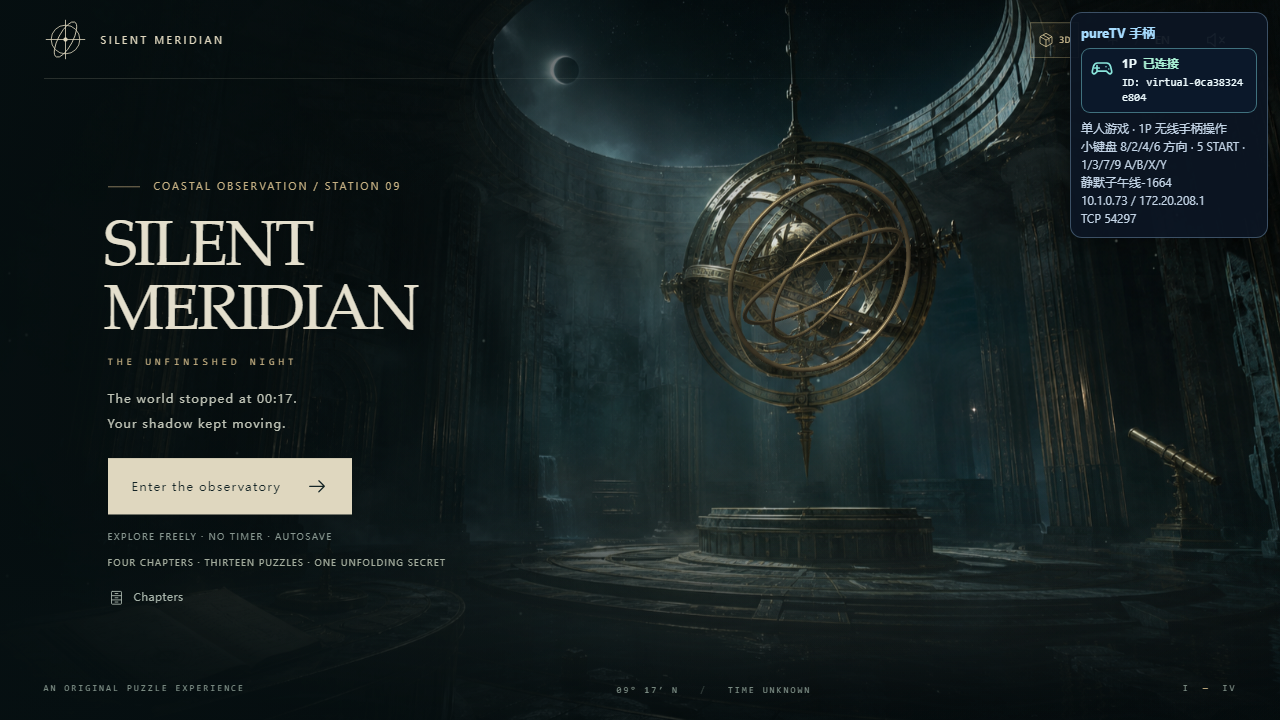 SILENT MERIDIAN
3D
pureTV 手柄
1P 已连接
ID: virtual-0ca38324
e804
单人游戏 · 1P 无线手柄操作
小键盘 8/2/4/6 方向 · 5 START ·
1/3/7/9 A/B/X/Y
静默子午线-1664
10.1.0.73 / 172.20.208.1
TCP 54297
COASTAL OBSERVATION / STATION 09
SILENT
MERIDIAN
THE UNFINISHED NIGHT
The world stopped at 00:17.
Your shadow kept moving.
Enter the observatory
EXPLORE FREELY · NO TIMER · AUTOSAVE
FOUR CHAPTERS · THIRTEEN PUZZLES · ONE UNFOLDING SECRET
Chapters
AN ORIGINAL PUZZLE EXPERIENCE
09° 17′ N / TIME UNKNOWN
I — IV